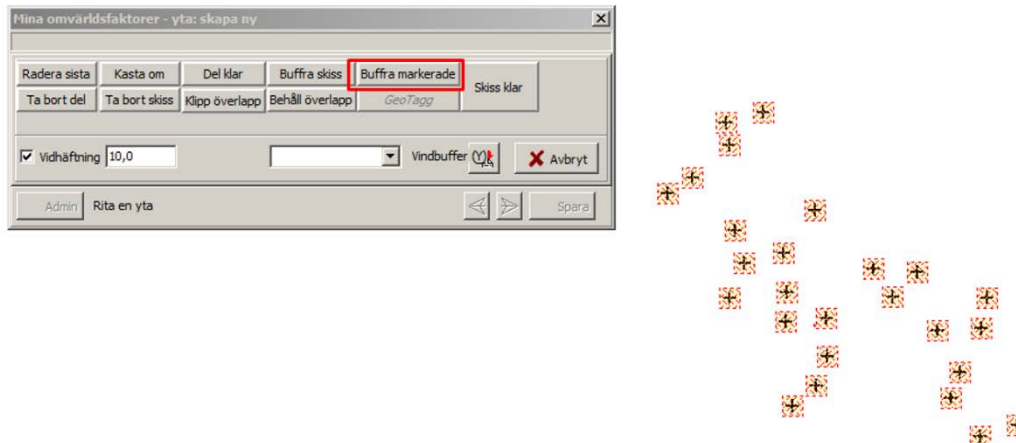 Mina omvärldsfaktorer - yta: skapa ny
Radera sista Kasta om Del klar Buffra skiss Buffra markerade Skiss klar
Ta bort del Ta bort skiss Klipp överlapp Behåll överlapp GeoTagg
Vidhäftning 10,0 Vindbuffer (Y) Avbryt
Admin Rita en yta Spara